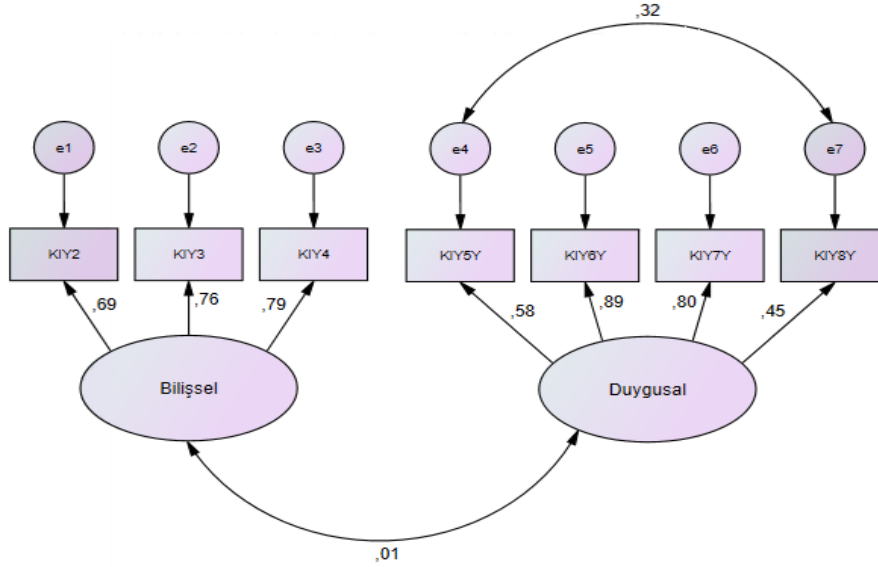 ,32
e1
e2
e3
e4
e5
e6
e7
KIY2
KIY3
KIY4
KIY5Y
KIY6Y
KIY7Y
KIY8Y
,69
,76
,79
,58
,89
,80
,45
Bilişsel
Duygusal
,01